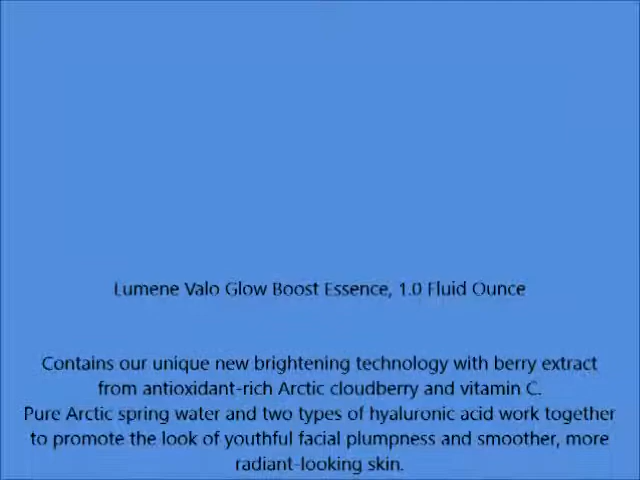 Lumene Valo Glow Boost Essence, 1.0 Fluid Ounce
Contains our unique new brightening technology with berry extract
from antioxidant-rich Arctic cloudberry and vitamin C.
Pure Arctic spring water and two types of hyaluronic acid work together
to promote the look of youthful facial plumpness and smoother, more
radiant-looking skin.